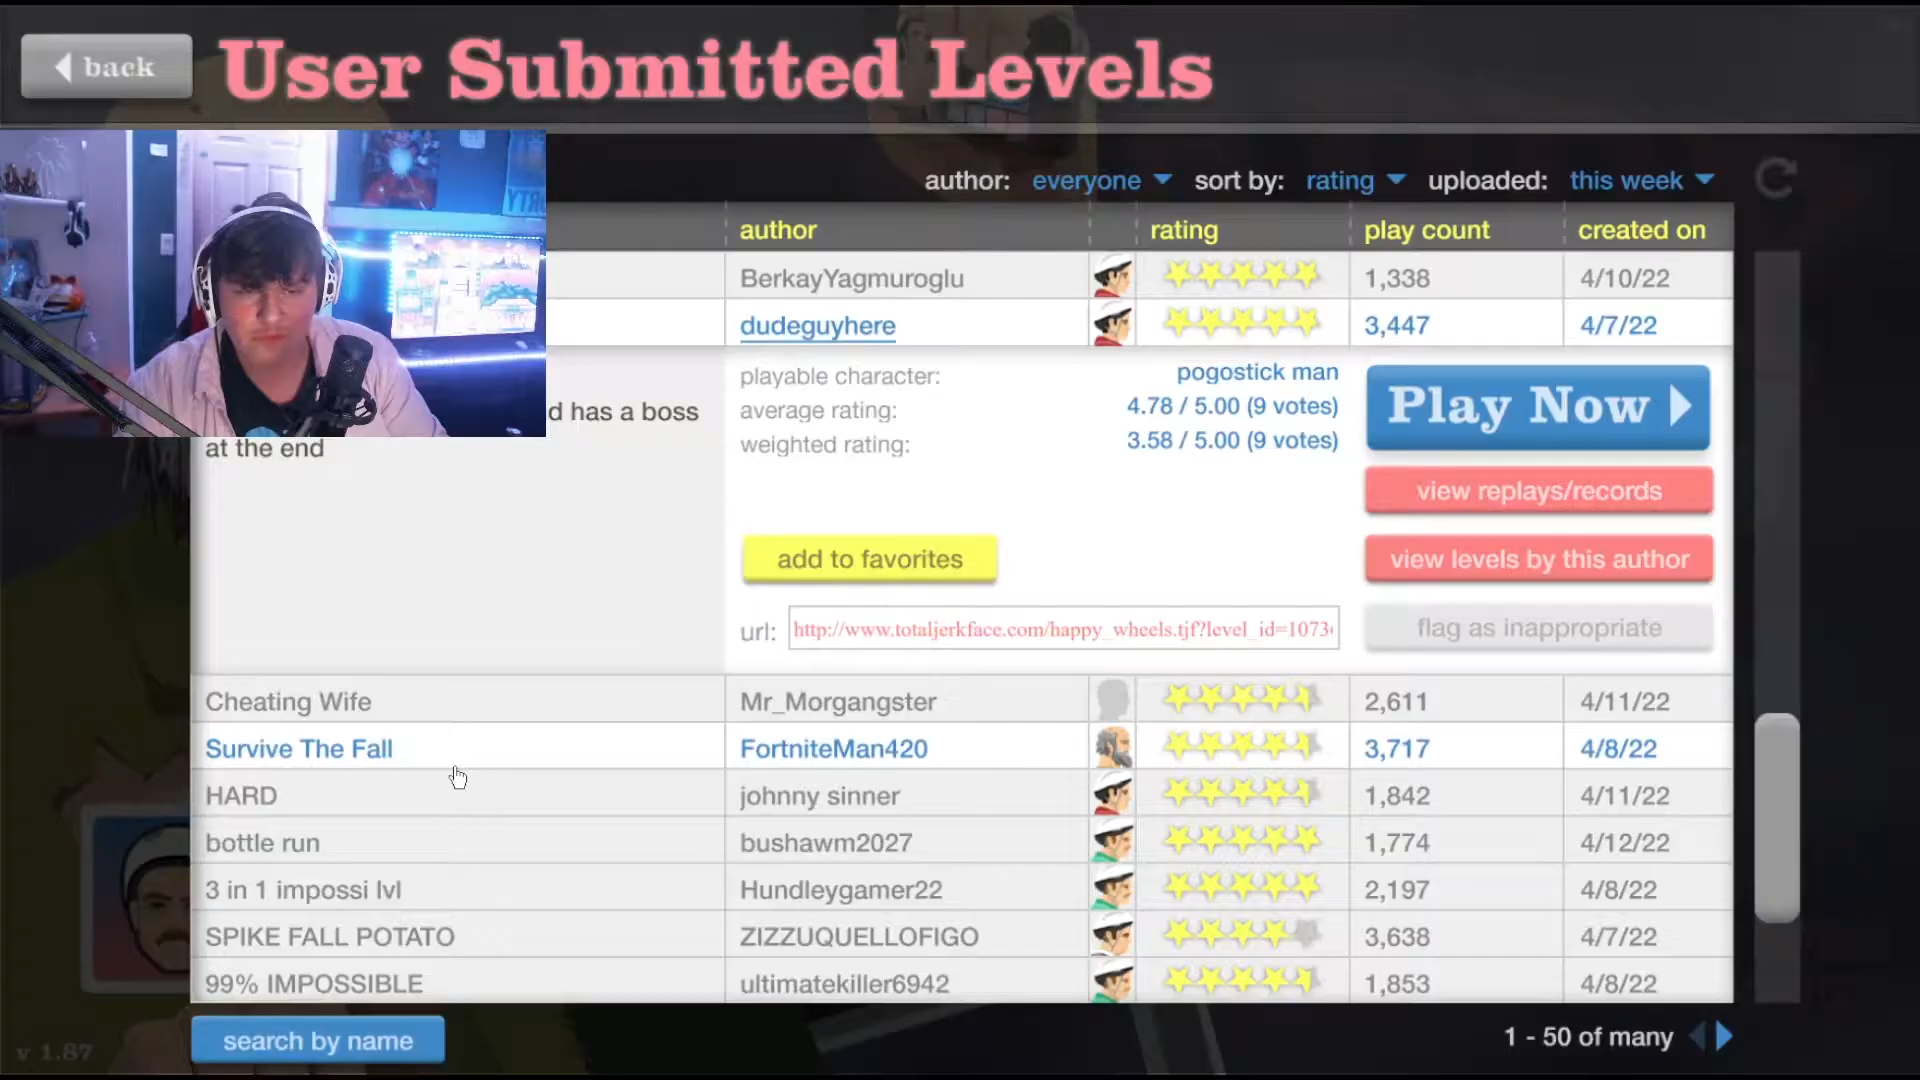 back
User Submitted Levels
author: everyone sort by: rating uploaded: this week
author rating play count created on
BerkayYagmuroglu 1,338 4/10/22
dudeguyhere 3,447 4/7/22
d has a boss
at the end
playable character: pogostick man
average rating: 4.78 / 5.00 (9 votes)
weighted rating: 3.58 / 5.00 (9 votes)
Play Now
view replays/records
add to favorites
view levels by this author
url: http://www.totaljerkface.com/happy_wheels.tjf?level_id=1073
flag as inappropriate
Cheating Wife Mr_Morgangster 2,611 4/11/22
Survive The Fall FortniteMan420 3,717 4/8/22
HARD johnny sinner 1,842 4/11/22
bottle run bushawm2027 1,774 4/12/22
3 in 1 impossi lvl Hundleygamer22 2,197 4/8/22
SPIKE FALL POTATO ZIZZUQUELLOFIGO 3,638 4/7/22
99% IMPOSSIBLE ultimatekiller6942 1,853 4/8/22
search by name
1 - 50 of many
v 1.87